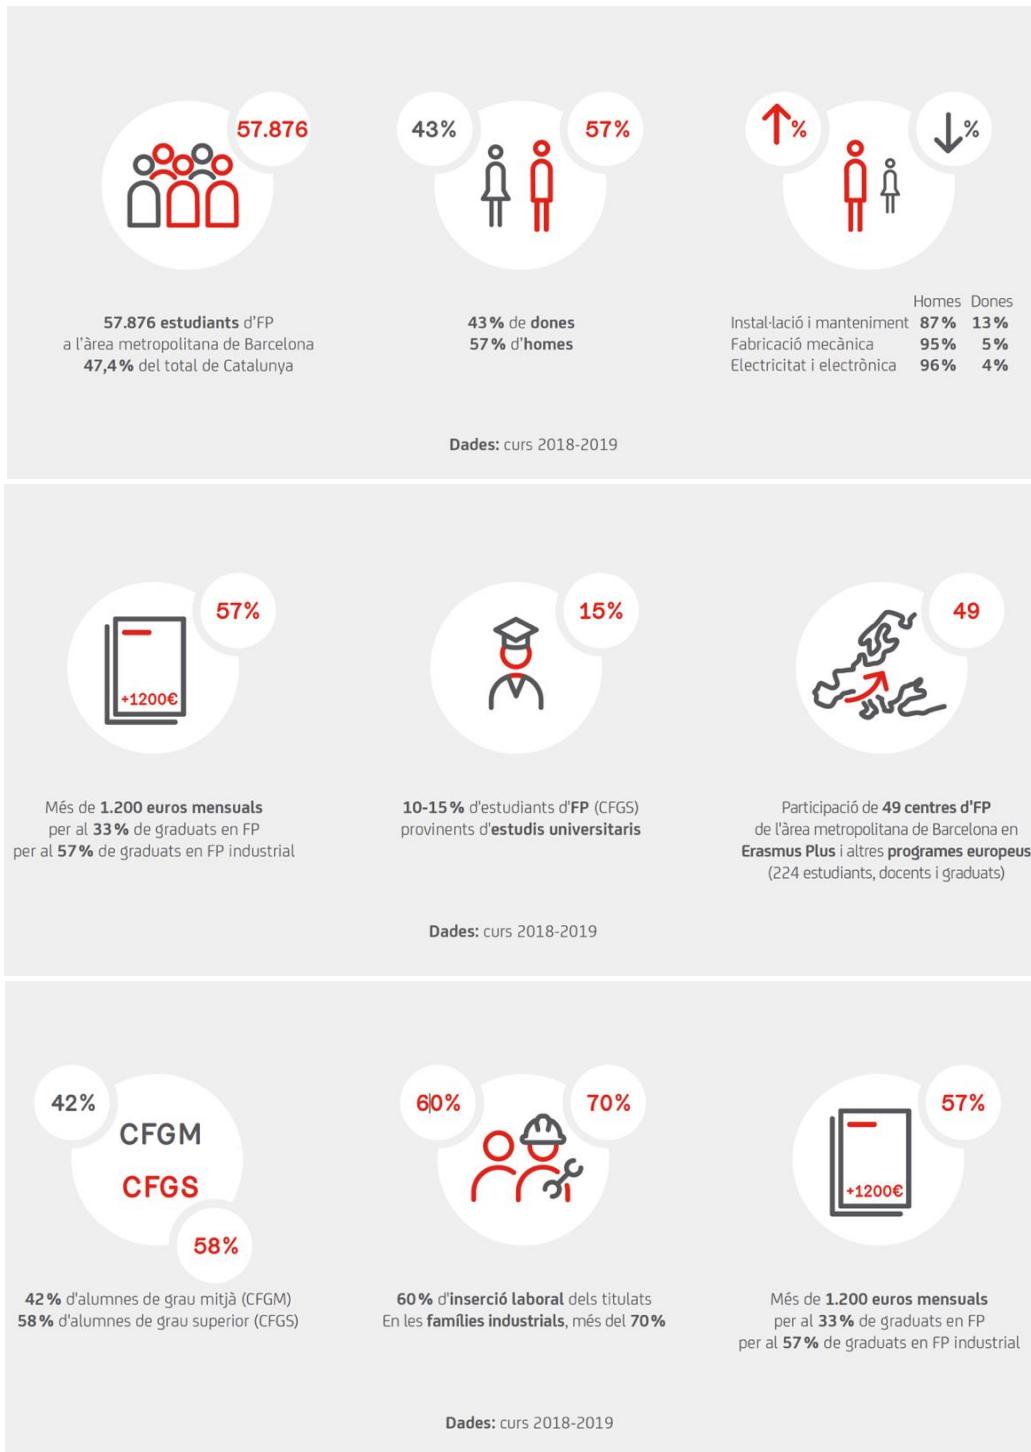 57.876
43%
57%
%
%
57.876 estudiants d'FP
a l'àrea metropolitana de Barcelona
47,4% del total de Catalunya
43% de dones
57% d'homes
Homes Dones
Instal·lació i manteniment 87% 13%
Fabricació mecànica 95% 5%
Electricitat i electrònica 96% 4%
Dades: curs 2018-2019
57%
+1200€
15%
49
Més de 1.200 euros mensuals
per al 33% de graduats en FP
per al 57% de graduats en FP industrial
10-15% d'estudiants d'FP (CFGS)
provinents d'estudis universitaris
Participació de 49 centres d'FP
de l'àrea metropolitana de Barcelona en
Erasmus Plus i altres programes europeus
(224 estudiants, docents i graduats)
Dades: curs 2018-2019
42%
CFGM
CFGS
58%
60%
70%
57%
+1200€
42% d'alumnes de grau mitjà (CFGM)
58% d'alumnes de grau superior (CFGS)
60% d'inserció laboral dels titulats
En les famílies industrials, més del 70%
Més de 1.200 euros mensuals
per al 33% de graduats en FP
per al 57% de graduats en FP industrial
Dades: curs 2018-2019